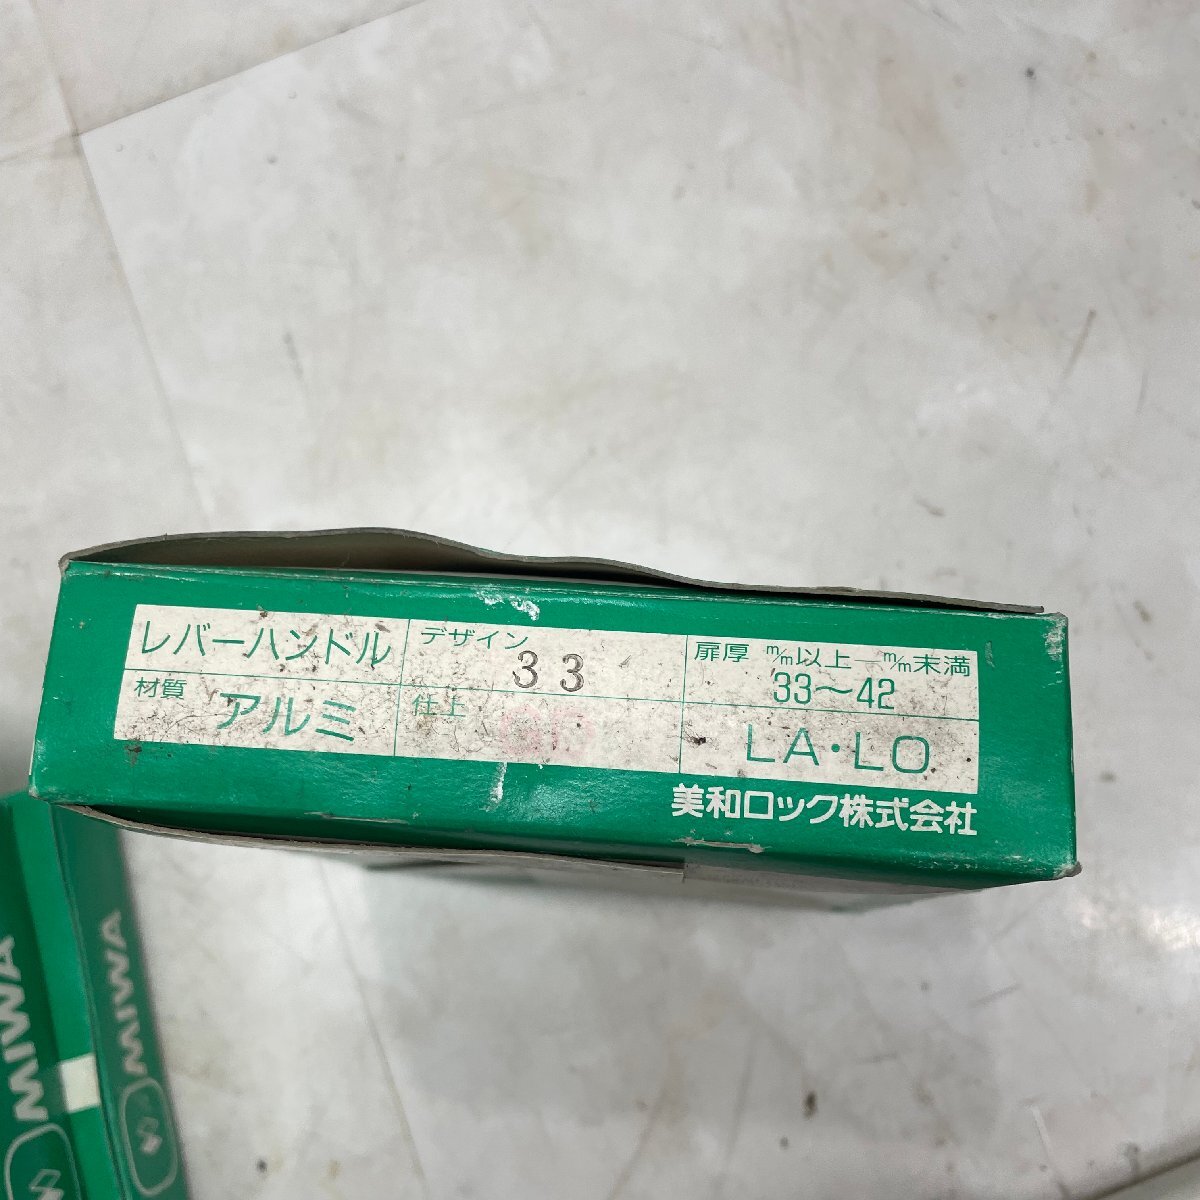 レバーハンドル
デザイン
33
扉厚 m/m以上―m/m未満
33～42
材質
アルミ
仕上
GD
LA・LO
美和ロック株式会社
MIWA
MIWA